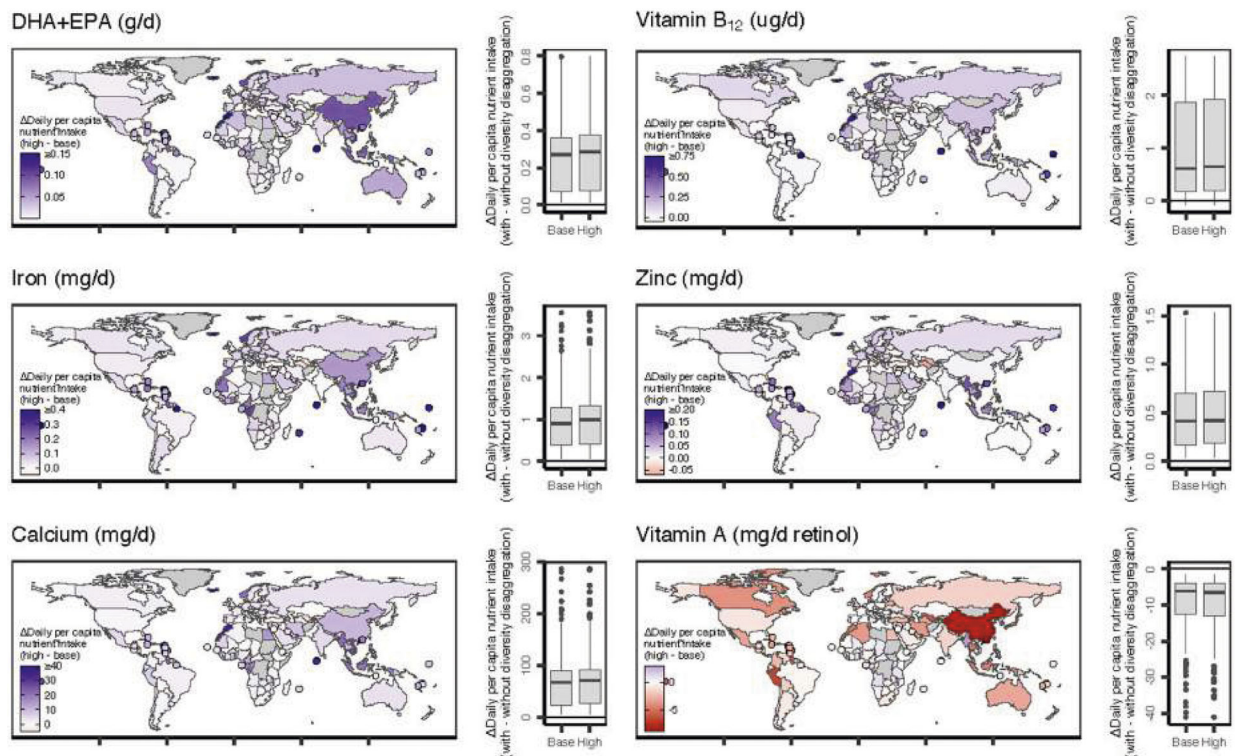 DHA+EPA (g/d)
ΔDaily per capita
nutrient intake
(high - base)
≥0.15
0.10
0.05
ΔDaily per capita nutrient intake
(with - without diversity disaggregation)
0.8
0.6
0.4
0.2
0.0
Base High
Vitamin B12 (ug/d)
ΔDaily per capita
nutrient intake
(high - base)
≥0.75
0.50
0.25
0.00
ΔDaily per capita nutrient intake
(with - without diversity disaggregation)
2
1
0
Base High
Iron (mg/d)
ΔDaily per capita
nutrient intake
(high - base)
≥0.4
0.3
0.2
0.1
0.0
ΔDaily per capita nutrient intake
(with - without diversity disaggregation)
3
2
1
0
Base High
Zinc (mg/d)
ΔDaily per capita
nutrient intake
(high - base)
≥0.20
0.15
0.10
0.05
0.00
-0.05
ΔDaily per capita nutrient intake
(with - without diversity disaggregation)
1.5
1.0
0.5
0.0
Base High
Calcium (mg/d)
ΔDaily per capita
nutrient intake
(high - base)
≥40
30
20
10
0
ΔDaily per capita nutrient intake
(with - without diversity disaggregation)
300
200
100
0
Base High
Vitamin A (mg/d retinol)
ΔDaily per capita
nutrient intake
(high - base)
-5
ΔDaily per capita nutrient intake
(with - without diversity disaggregation)
0
-10
-20
-30
-40
Base High